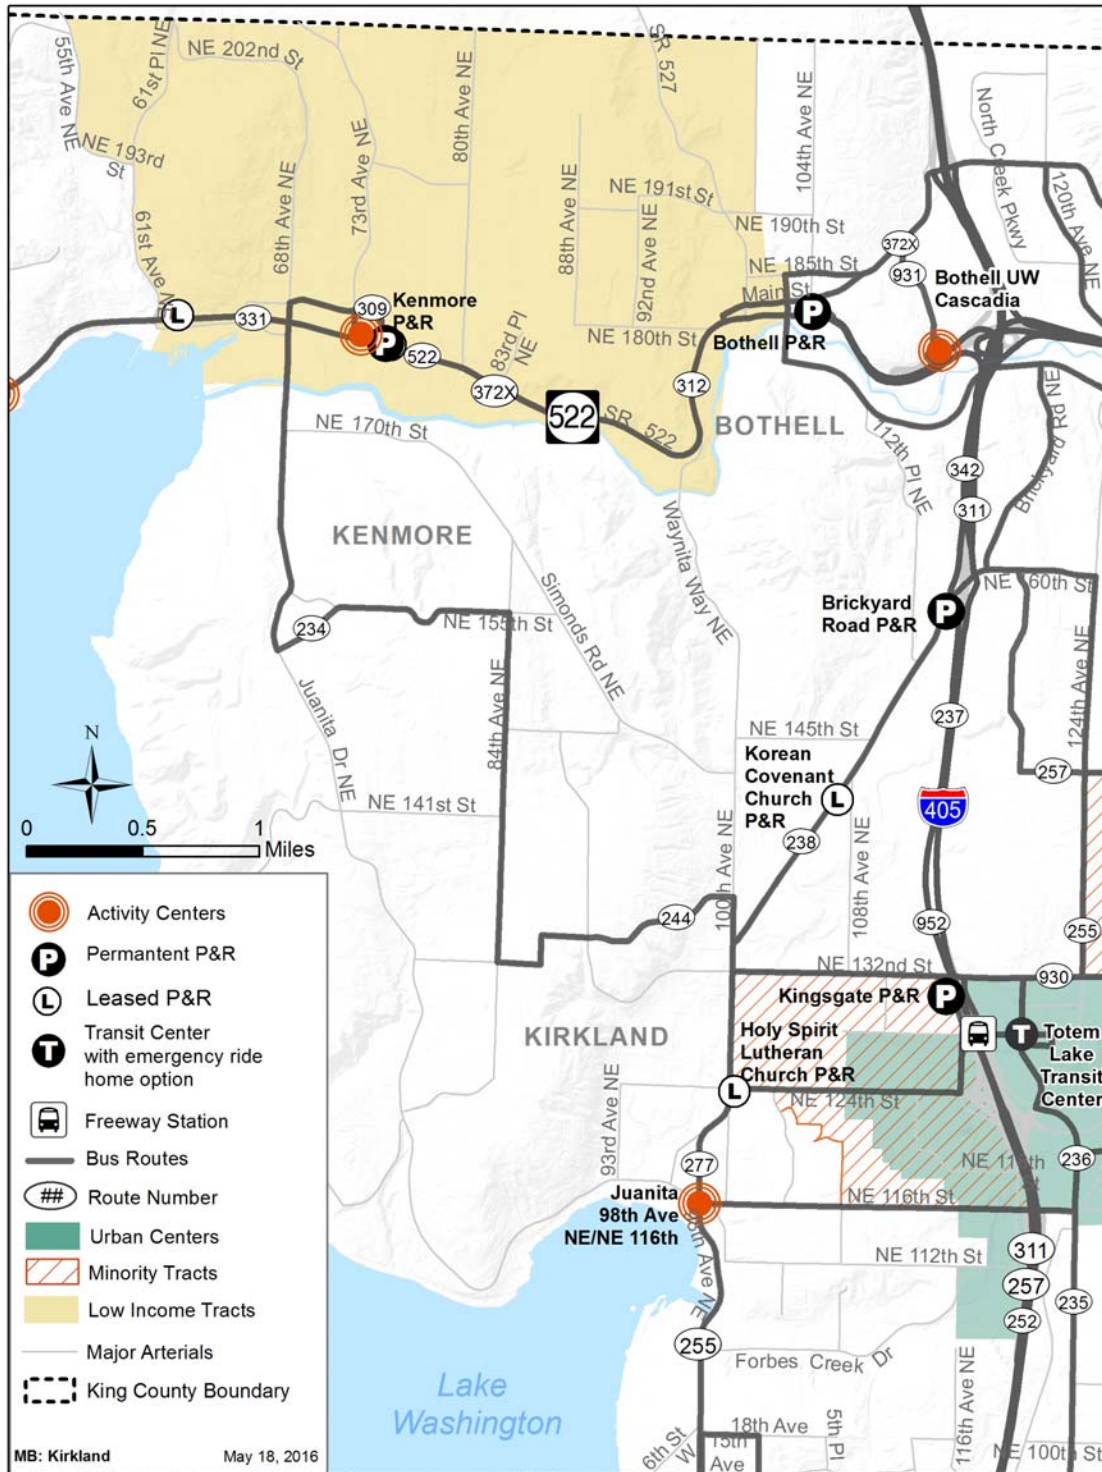 55th Ave NE
61st Pl NE
NE 202nd St
80th Ave NE
SR 527
104th Ave NE
North Creek Pkwy
120th Ave NE
NE 193rd
St
61st Ave NE
68th Ave NE
73rd Ave NE
88th Ave NE
NE 191st St
92nd Ave NE
NE 190th St
372X
931
NE 185th St
Main St
Bothell UW
Cascadia
331
309
Kenmore
P&R
P
L
522
83rd Pl
NE
NE 180th St
P
Bothell P&R
372X
522
SR 522
312
BOTHELL
112th Pl NE
Brickyard Rd NE
NE 170th St
342
311
KENMORE
Waynita Way NE
Simonds Rd NE
NE 160th St
Brickyard
Road P&R
P
234
NE 155th St
Juanita Dr NE
84th Ave NE
124th Ave NE
237
N
NE 145th St
Korean
Covenant
Church
P&R
L
257
405
NE 141st St
0 0.5 1
Miles
238
100th Ave NE
108th Ave NE
244
952
255
NE 132nd St
930
Kingsgate P&R
P
KIRKLAND
Holy Spirit
Lutheran
Church P&R
L
T
Totem
Lake
Transit
Center
NE 124th St
93rd Ave NE
277
NE 116th St
236
Juanita
98th Ave
NE/NE 116th
98th Ave NE
NE 112th St
311
257
252
235
255
Forbes Creek Dr
Lake
Washington
18th Ave
6th St
W
15th
Ave
5th Pl
116th Ave NE
NE 100th St
Activity Centers
P Permantent P&R
L Leased P&R
T Transit Center
with emergency ride
home option
Freeway Station
Bus Routes
## Route Number
Urban Centers
Minority Tracts
Low Income Tracts
Major Arterials
King County Boundary
MB: Kirkland May 18, 2016